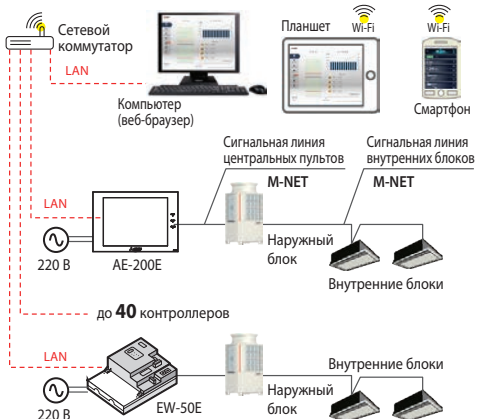 Сетевой
коммутатор
LAN
Компьютер
(веб-браузер)
Планшет
Wi-Fi
Wi-Fi
Смартфон
Сигнальная линия
центральных пультов
M-NET
Сигнальная линия
внутренних блоков
M-NET
LAN
220 В
AE-200E
Наружный
блок
Внутренние блоки
до 40 контроллеров
LAN
220 В
EW-50E
Наружный
блок
Внутренние блоки